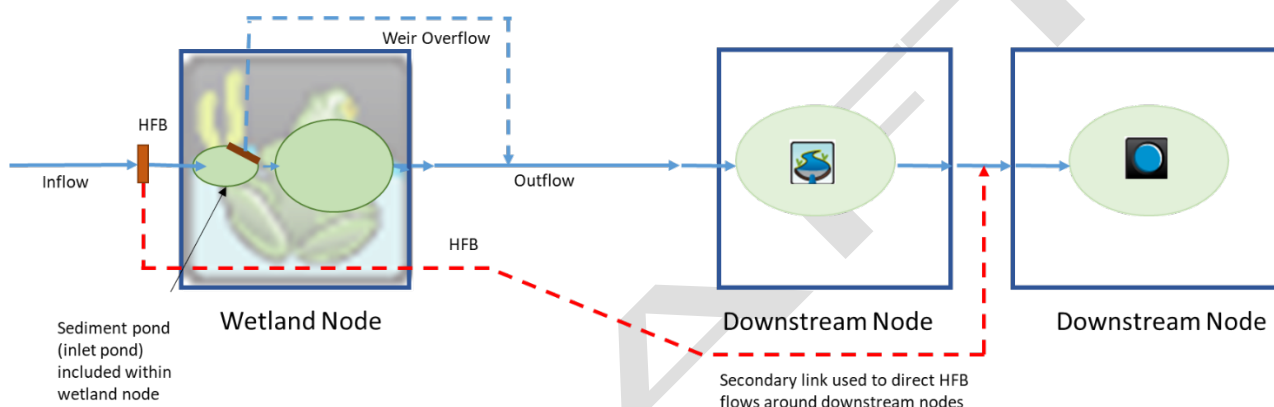 Weir Overflow
HFB
Inflow
Outflow
HFB
Wetland Node
Downstream Node
Downstream Node
Sediment pond
(inlet pond)
included within
wetland node
Secondary link used to direct HFB
flows around downstream nodes